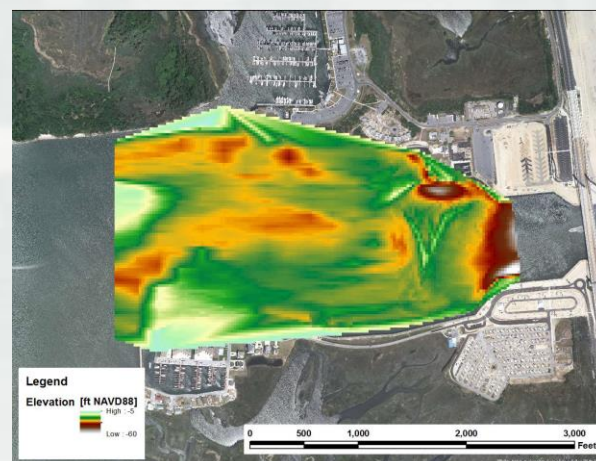 Legend
Elevation [ft NAVD88]
High : -5
Low : -60
0 500 1,000 2,000 3,000
Feet